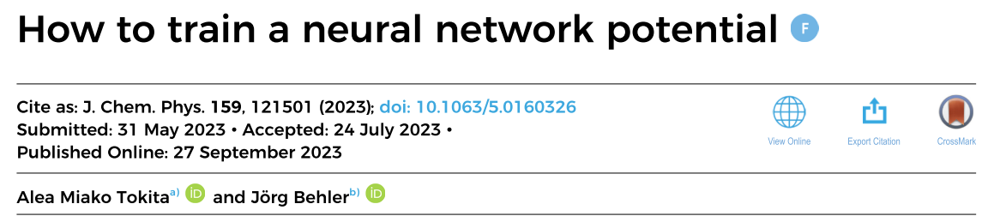 How to train a neural network potential F
Cite as: J. Chem. Phys. 159, 121501 (2023); doi: 10.1063/5.0160326
Submitted: 31 May 2023 • Accepted: 24 July 2023 •
Published Online: 27 September 2023
View Online Export Citation CrossMark
Alea Miako Tokita a) iD and Jörg Behler b) iD